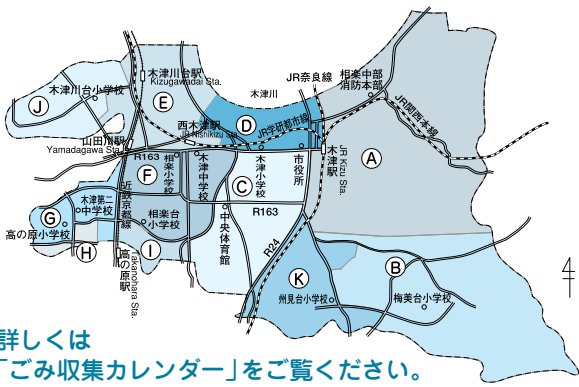 木津川台駅
Kizugawadai Sta.
木津川
JR奈良線
相楽中部
消防本部
木津川台小学校
J
E
西木津駅
JR Nishikizu Sta.
D
JR学研都市線
JR関西本線
山田川駅
Yamadagawa Sta.
R163
F
相楽小学校
木津中学校
木津小学校
市役所
木津駅
JR Kizu Sta.
A
C
木津第二
中学校
近鉄京都線
相楽台
小学校
R163
G
高の原小学校
H
I
高の原駅
Takanohara Sta.
中央体育館
R24
K
B
州見台小学校
梅美台小学校
詳しくは
「ごみ収集カレンダー」をご覧ください。